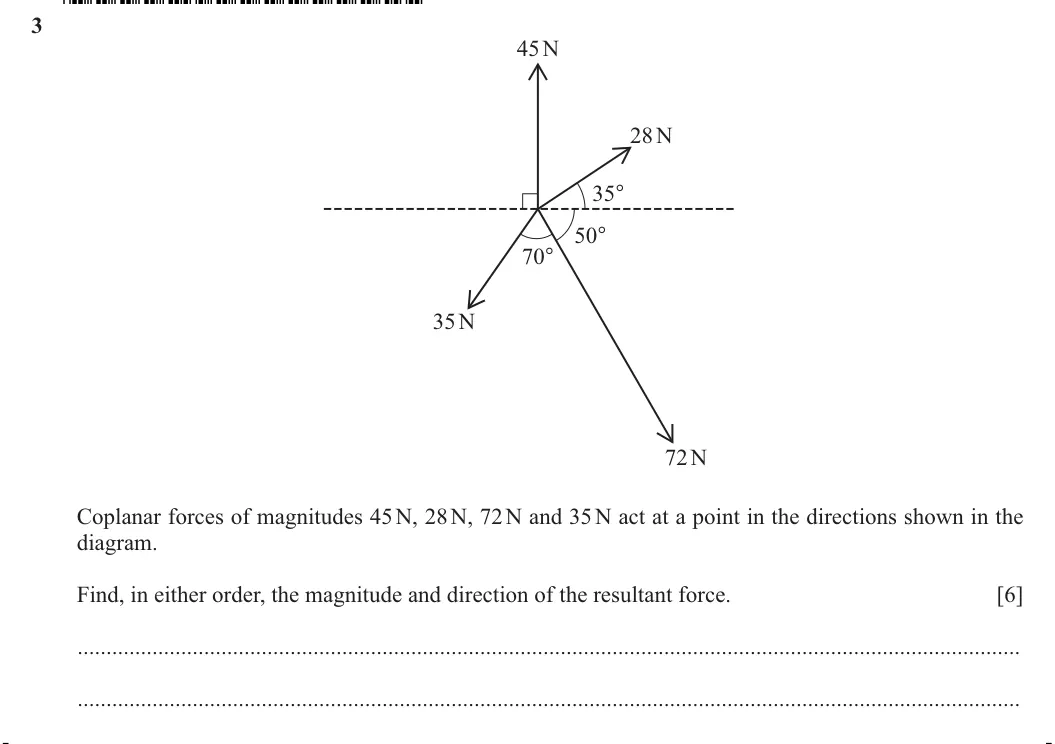 3
45 N
28 N
35°
50°
70°
35 N
72 N
Coplanar forces of magnitudes 45 N, 28 N, 72 N and 35 N act at a point in the directions shown in the
diagram.
Find, in either order, the magnitude and direction of the resultant force. [6]